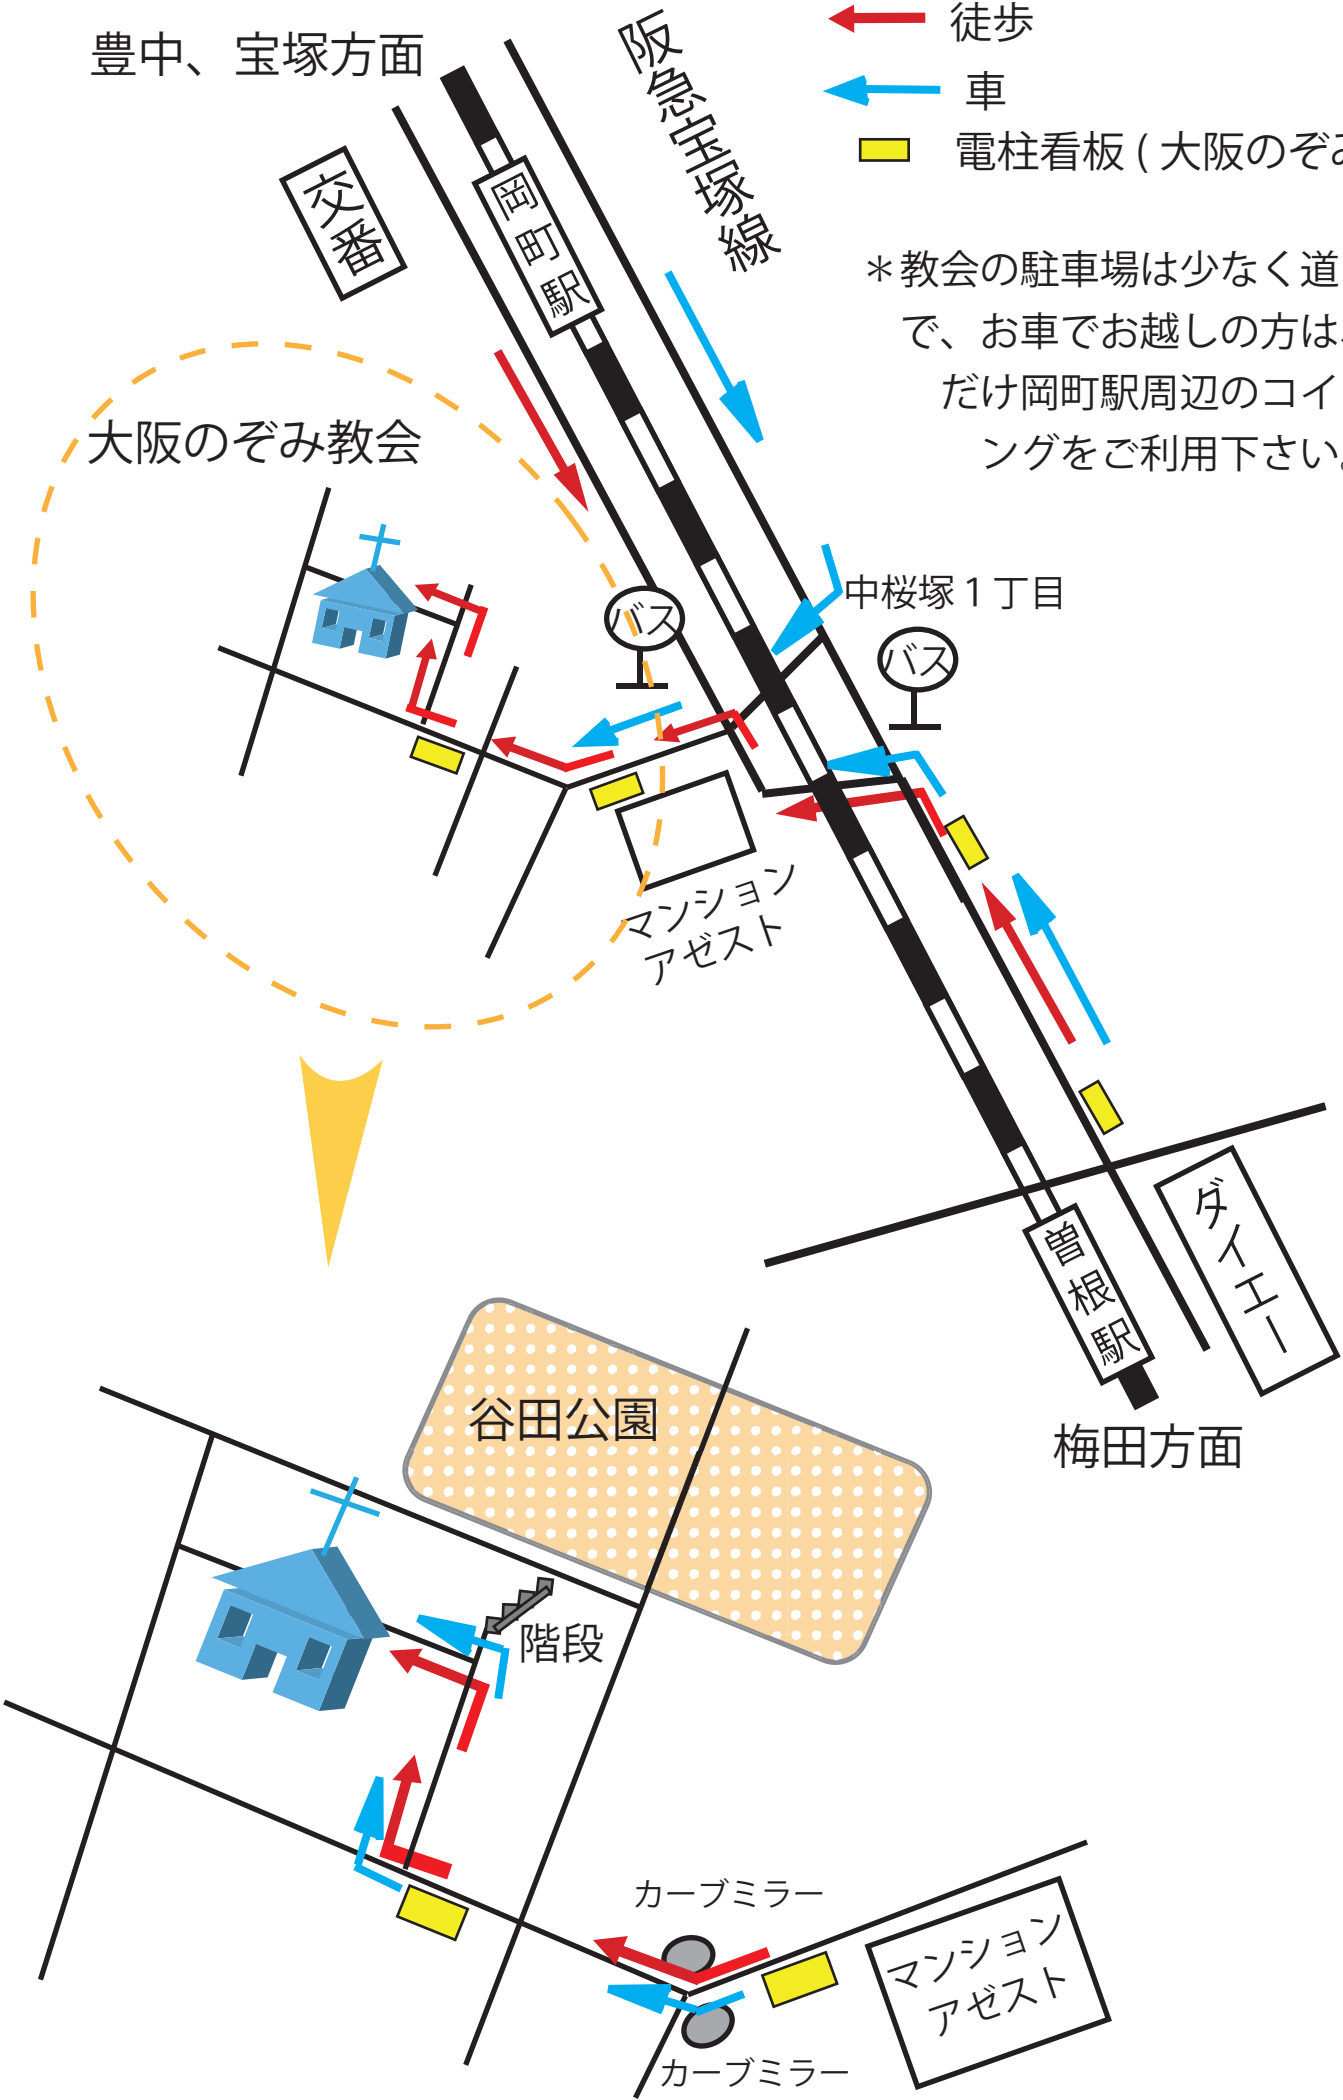 豊中、宝塚方面
阪急宝塚線
徒歩
車
電柱看板 ( 大阪のぞみ
交番
岡町駅
＊教会の駐車場は少なく道
で、お車でお越しの方は
だけ岡町駅周辺のコイ
ングをご利用下さい。
大阪のぞみ教会
バス
中桜塚１丁目
バス
マンション
アゼスト
ダイエー
曽根駅
梅田方面
谷田公園
階段
カーブミラー
マンション
アゼスト
カーブミラー